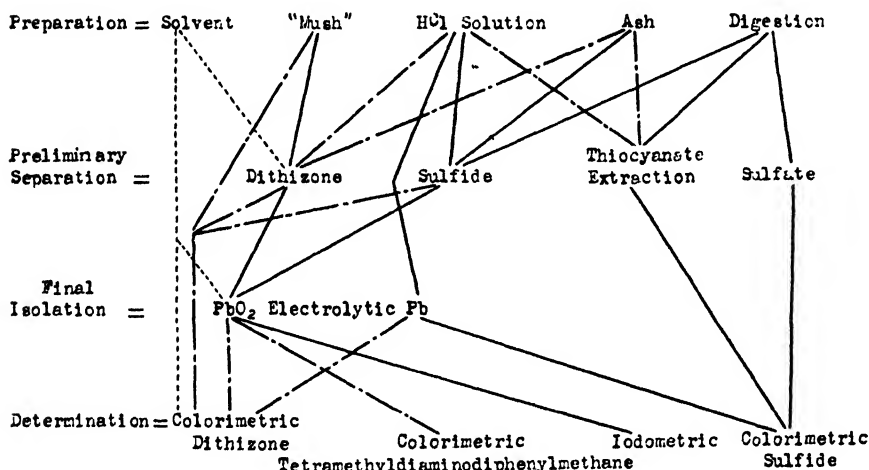 Preparation = Solvent "Mush" HCl Solution Ash Digestion
Preliminary
Separation = Dithizone Sulfide Thiocyanate
Extraction Sulfate
Final
Isolation = PbO₂ Electrolytic Pb
Determination = Colorimetric
Dithizone Colorimetric
Tetramethyldiaminodiphenylmethane Iodometric Colorimetric
Sulfide